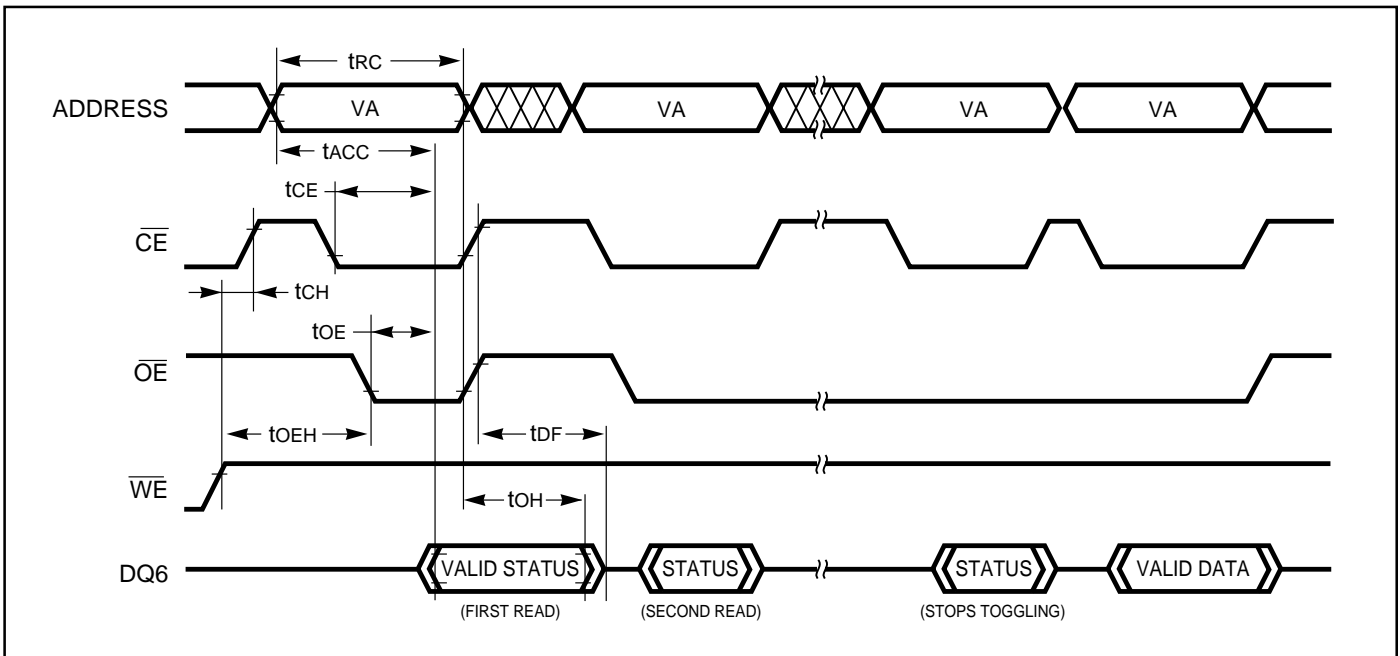 tRC
ADDRESS VA VA VA VA
tACC
tCE
CE
tCH
tOE
OE
tOEH tDF
WE
tOH
DQ6 VALID STATUS STATUS STATUS VALID DATA
(FIRST READ) (SECOND READ) (STOPS TOGGLING)